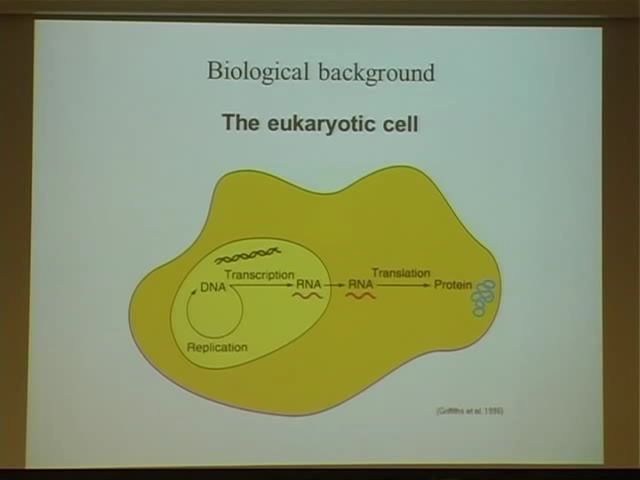 Biological background
The eukaryotic cell
Transcription
Translation
DNA
RNA
RNA
Protein
Replication
(Griffiths et al. 1996)